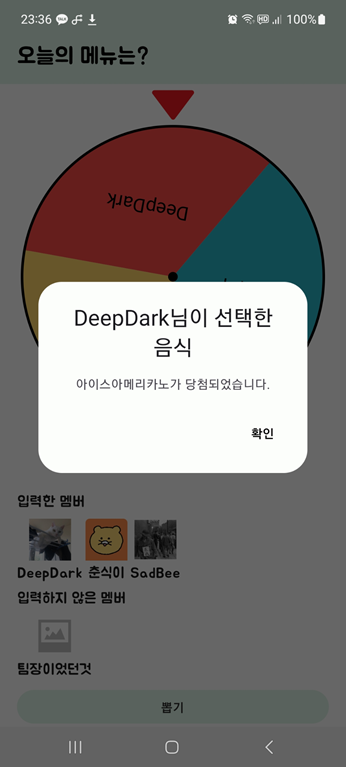 23:36
100%
오늘의 메뉴는?
DeepDark
DeepDark님이 선택한
음식
아이스아메리카노가 당첨되었습니다.
확인
입력한 멤버
DeepDark 춘식이 SadBee
입력하지 않은 멤버
팀장이었던것
뽑기